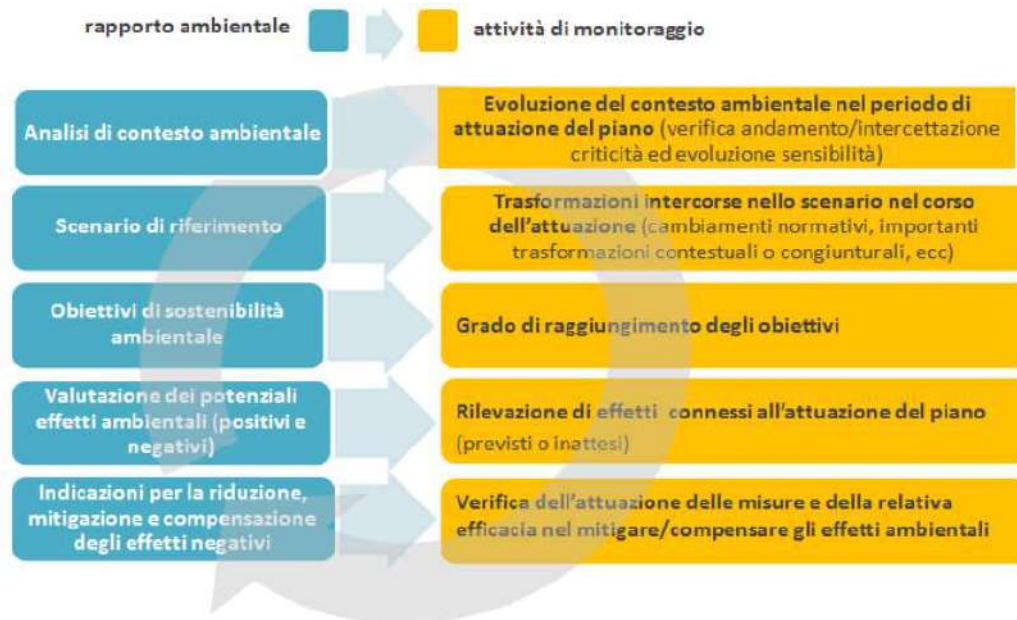 rapporto ambientale
attività di monitoraggio
Analisi di contesto ambientale
Evoluzione del contesto ambientale nel periodo di
attuazione del piano (verifica andamento/intercettazione
criticità ed evoluzione sensibilità)
Scenario di riferimento
Trasformazioni intercorse nello scenario nel corso
dell'attuazione (cambiamenti normativi, importanti
trasformazioni contestuali o congiunturali, ecc)
Obiettivi di sostenibilità
ambientale
Grado di raggiungimento degli obiettivi
Valutazione dei potenziali
effetti ambientali (positivi e
negativi)
Rilevazione di effetti connessi all'attuazione del piano
(previsti o inattesi)
Indicazioni per la riduzione,
mitigazione e compensazione
degli effetti negativi
Verifica dell'attuazione delle misure e della relativa
efficacia nel mitigare/compensare gli effetti ambientali